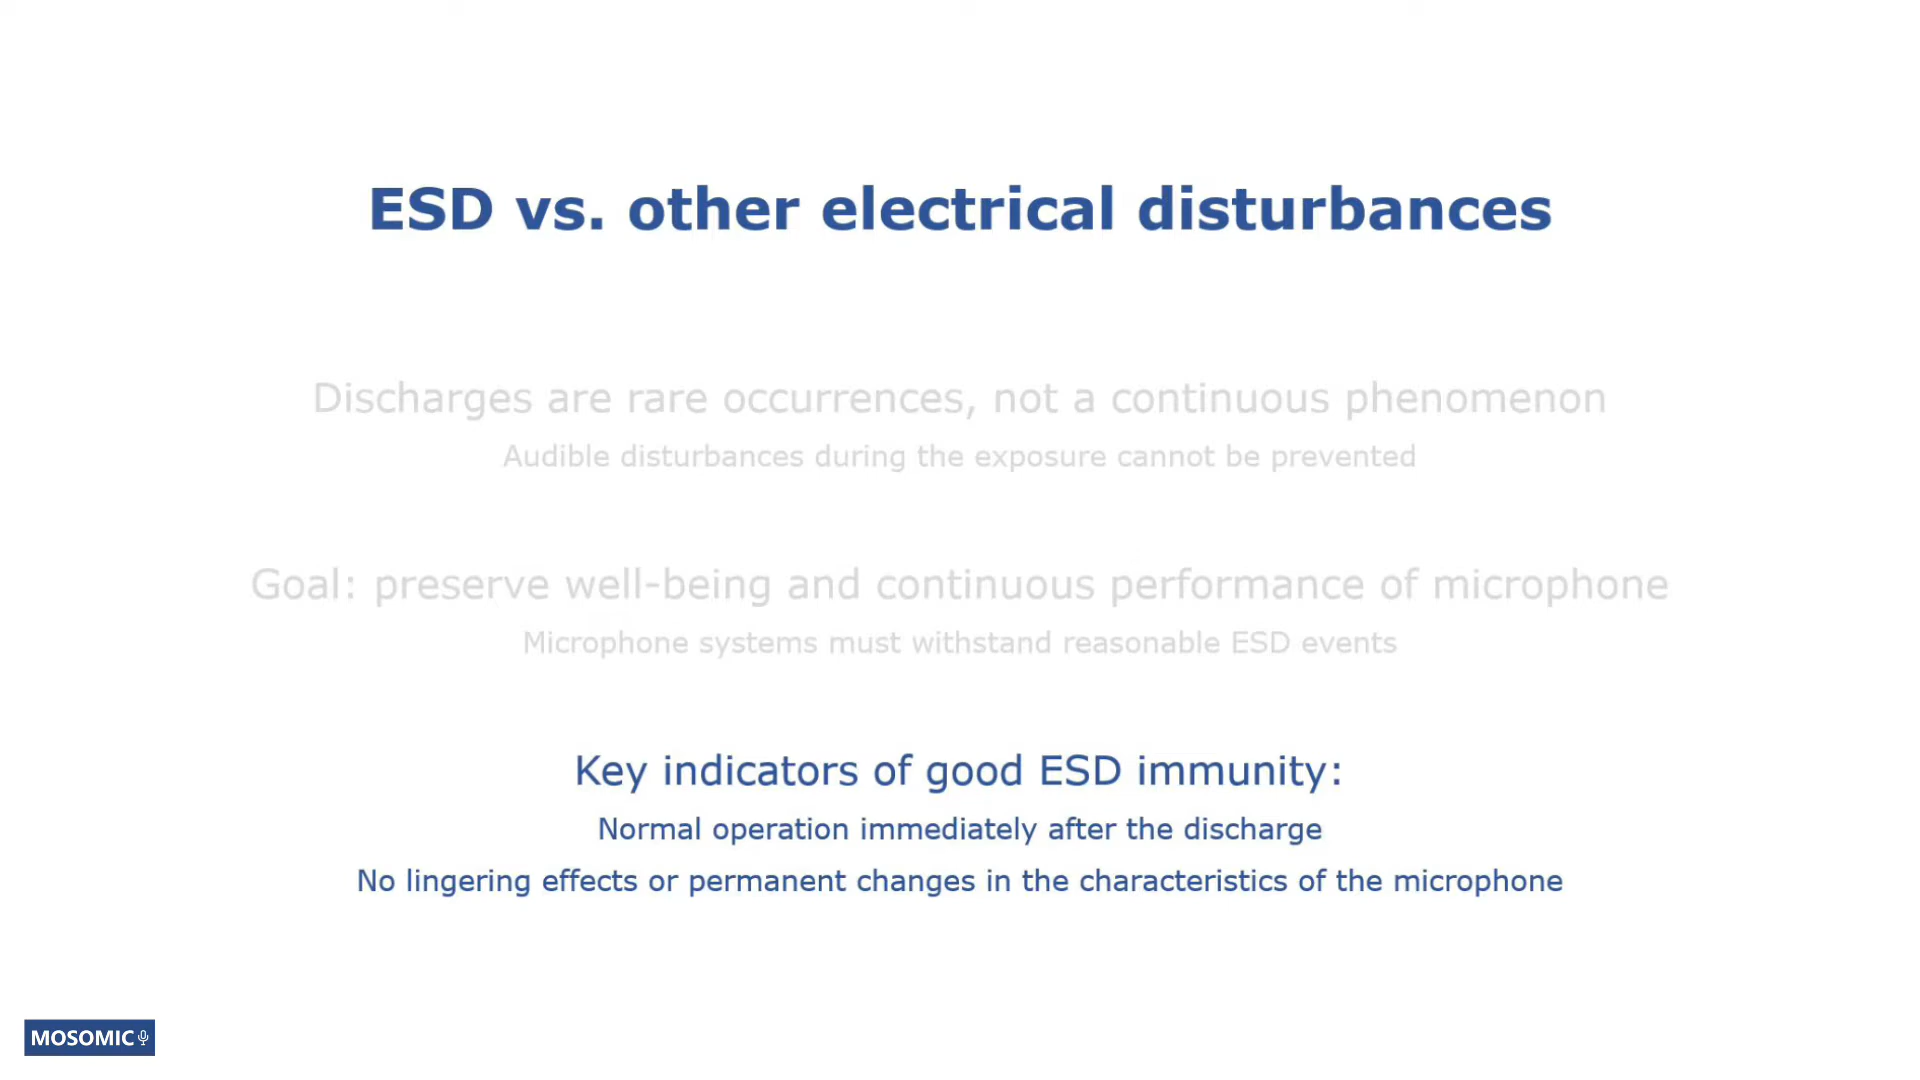 ESD vs. other electrical disturbances
Discharges are rare occurrences, not a continuous phenomenon
Audible disturbances during the exposure cannot be prevented
Goal: preserve well-being and continuous performance of microphone
Microphone systems must withstand reasonable ESD events
Key indicators of good ESD immunity:
Normal operation immediately after the discharge
No lingering effects or permanent changes in the characteristics of the microphone
MOSOMIC